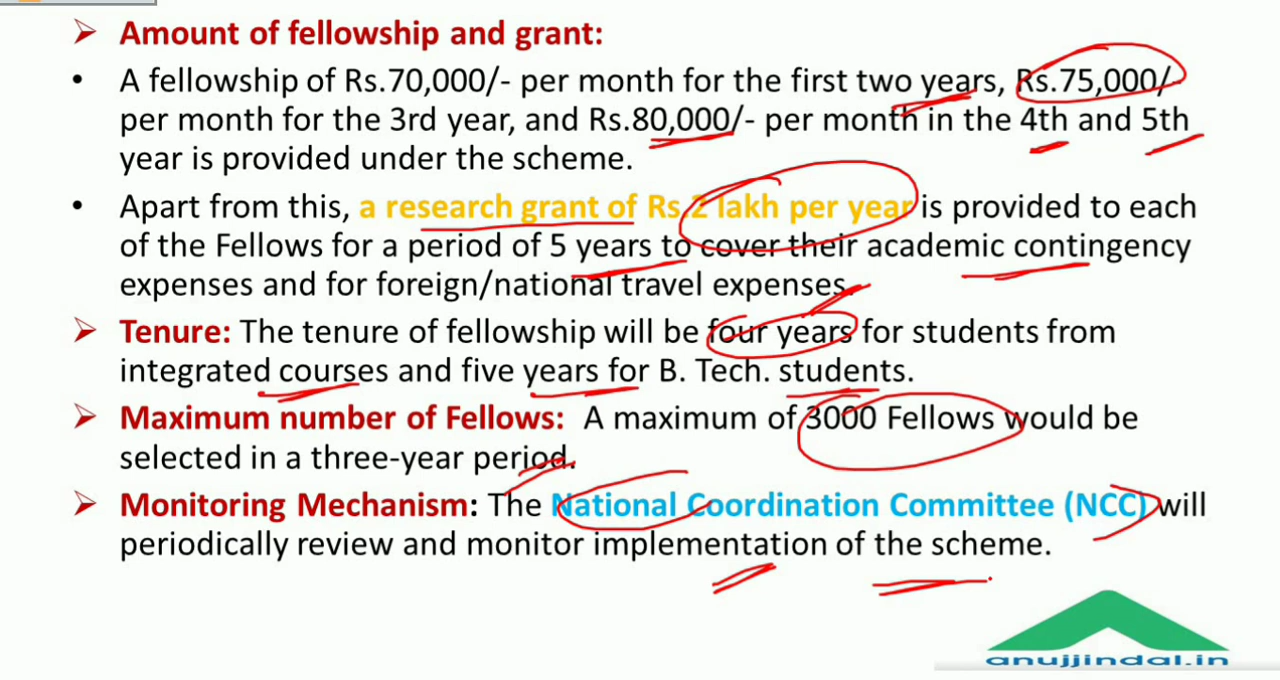 ➢ Amount of fellowship and grant:
• A fellowship of Rs.70,000/- per month for the first two years, Rs.75,000/-
per month for the 3rd year, and Rs.80,000/- per month in the 4th and 5th
year is provided under the scheme.
• Apart from this, a research grant of Rs.2 lakh per year is provided to each
of the Fellows for a period of 5 years to cover their academic contingency
expenses and for foreign/national travel expenses.
➢ Tenure: The tenure of fellowship will be four years for students from
integrated courses and five years for B. Tech. students.
➢ Maximum number of Fellows: A maximum of 3000 Fellows would be
selected in a three-year period.
➢ Monitoring Mechanism: The National Coordination Committee (NCC) will
periodically review and monitor implementation of the scheme.
anujjindal.in